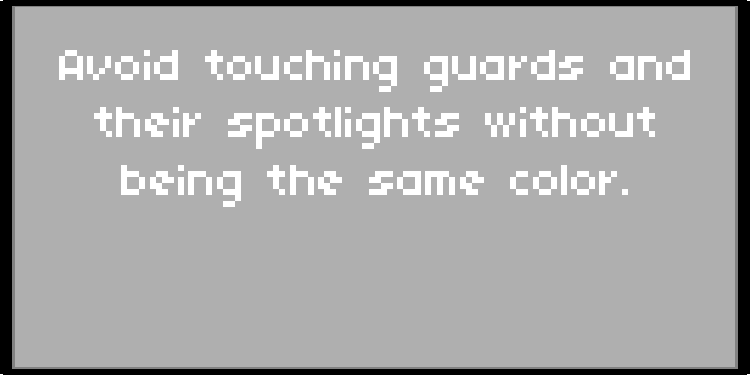 Avoid touching guards and
their spotlights without
being the same color.